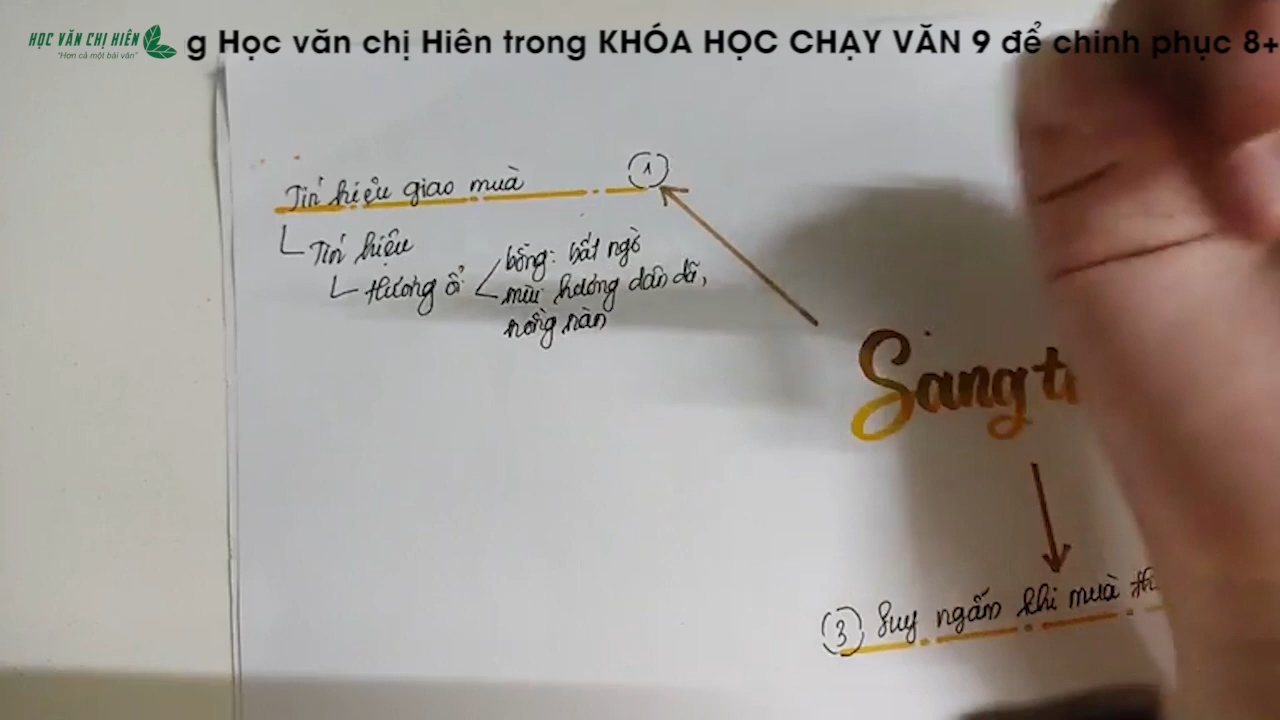 HỌC VĂN CHỊ HIÊN
"Hơn cả một bài văn"
g Học văn chị Hiên trong KHÓA HỌC CHẠY VĂN 9 để chinh phục 8+
1
Tín hiệu giao mùa
Tín hiệu
Hương ổi
bỗng: bất ngờ
mùi hương dân dã,
nồng nàn
Sang t
3 Suy ngẫm khi mùa th